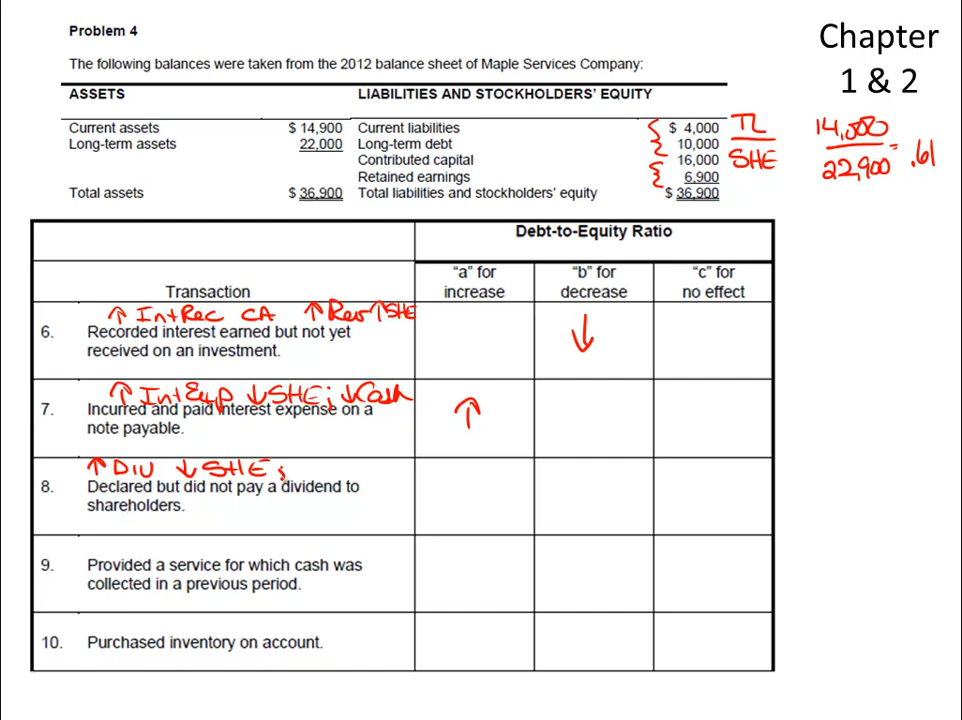 Problem 4
Chapter
1 & 2
The following balances were taken from the 2012 balance sheet of Maple Services Company:
ASSETS LIABILITIES AND STOCKHOLDERS' EQUITY
Current assets $ 14,900 Current liabilities $ 4,000
Long-term assets 22,000 Long-term debt 10,000
Contributed capital 16,000
Retained earnings 6,900
Total assets $ 36,900 Total liabilities and stockholders' equity $ 36,900
TL
SHE
14,000
22,900 = .61
Debt-to-Equity Ratio
Transaction
"a" for
increase
"b" for
decrease
"c" for
no effect
↑ Int Rec CA ↑ Rev ↑ SHE
6. Recorded interest earned but not yet
received on an investment.
↓
↑ Int Exp ↓ SHE; ↓ Cash
7. Incurred and paid interest expense on a
note payable.
↑
↑ Div ↓ SHE;
8. Declared but did not pay a dividend to
shareholders.
9. Provided a service for which cash was
collected in a previous period.
10. Purchased inventory on account.